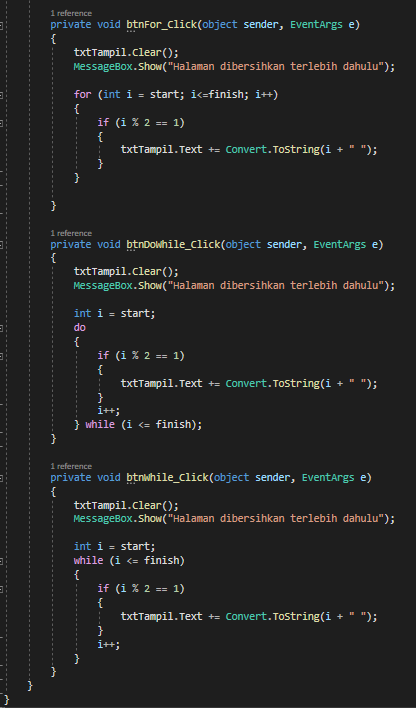 1 reference
private void btnFor_Click(object sender, EventArgs e)
{
txtTampil.Clear();
MessageBox.Show("Halaman dibersihkan terlebih dahulu");
for (int i = start; i<=finish; i++)
{
if (i % 2 == 1)
{
txtTampil.Text += Convert.ToString(i + " ");
}
}
}
1 reference
private void btnDoWhile_Click(object sender, EventArgs e)
{
txtTampil.Clear();
MessageBox.Show("Halaman dibersihkan terlebih dahulu");
int i = start;
do
{
if (i % 2 == 1)
{
txtTampil.Text += Convert.ToString(i + " ");
}
i++;
} while (i <= finish);
}
1 reference
private void btnWhile_Click(object sender, EventArgs e)
{
txtTampil.Clear();
MessageBox.Show("Halaman dibersihkan terlebih dahulu");
int i = start;
while (i <= finish)
{
if (i % 2 == 1)
{
txtTampil.Text += Convert.ToString(i + " ");
}
i++;
}
}
}
}